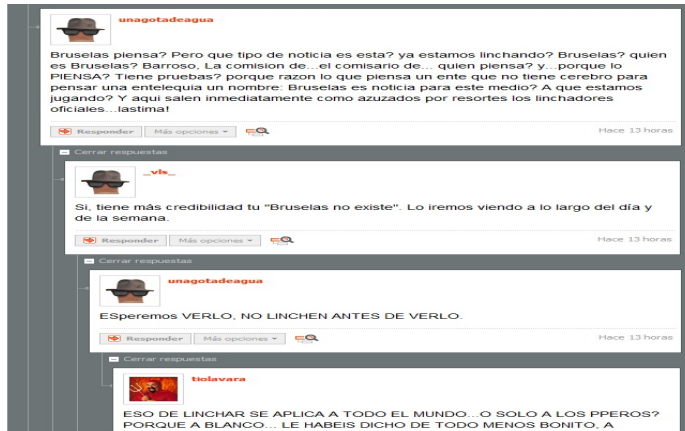 unagotadeagua
Bruselas piensa? Pero que tipo de noticia es esta? ya estamos linchando? Bruselas? quien
es Bruselas? Barroso, La comision de...el comisario de... quien piensa? y...porque lo
PIENSA? Tiene pruebas? porque razon lo que piensa un ente que no tiene cerebro para
pensar una entelequia un nombre: Bruselas es noticia para este medio? A que estamos
jugando? Y aqui salen inmediatamente como azuzados por resortes los linchadores
oficiales...lastima!
Responder Más opciones Hace 13 horas
Cerrar respuestas
_vls_
Si, tiene más credibilidad tu "Bruselas no existe". Lo iremos viendo a lo largo del día y
de la semana.
Responder Más opciones Hace 13 horas
Cerrar respuestas
unagotadeagua
ESperemos VERLO, NO LINCHEN ANTES DE VERLO.
Responder Más opciones Hace 13 horas
Cerrar respuestas
tiolavara
ESO DE LINCHAR SE APLICA A TODO EL MUNDO...O SOLO A LOS PPEROS?
PORQUE A BLANCO... LE HABEIS DICHO DE TODO MENOS BONITO, A